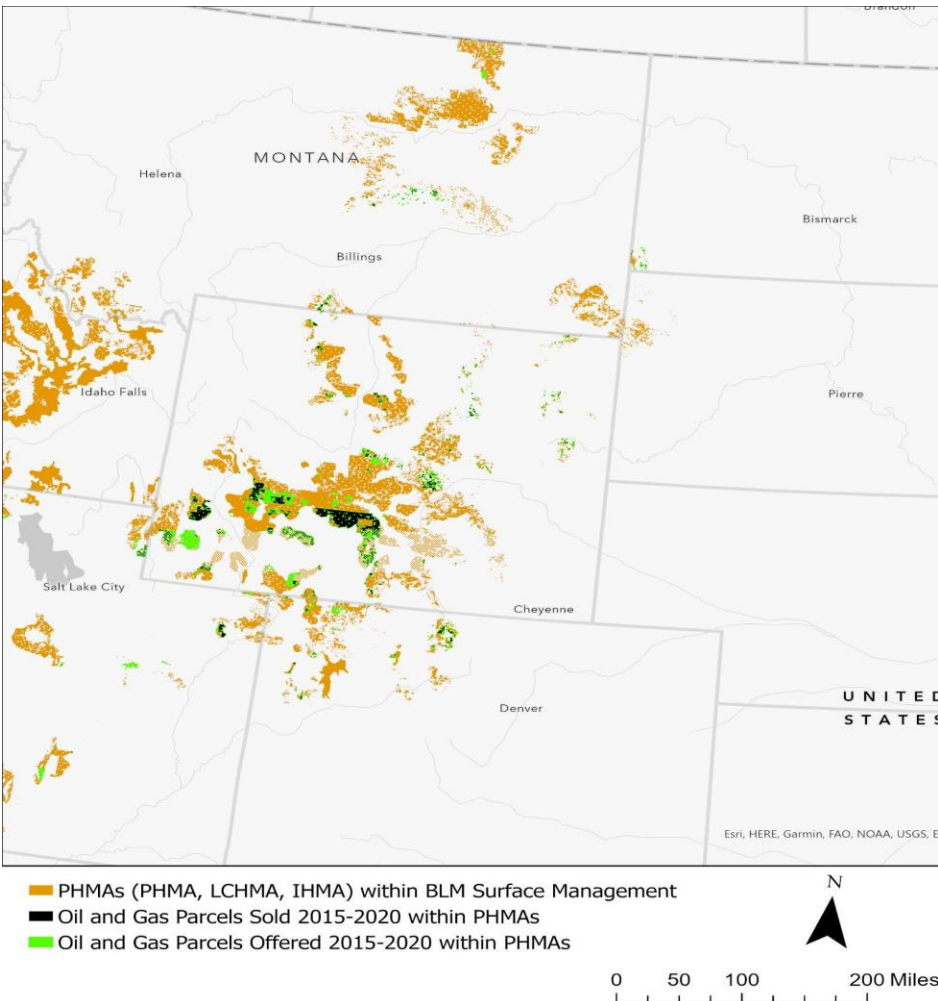 Brandon
MONTANA
Helena
Bismarck
Billings
Idaho Falls
Pierre
Salt Lake City
Cheyenne
UNITED
STATES
Denver
Esri, HERE, Garmin, FAO, NOAA, USGS, E
PHMAs (PHMA, LCHMA, IHMA) within BLM Surface Management
Oil and Gas Parcels Sold 2015-2020 within PHMAs
Oil and Gas Parcels Offered 2015-2020 within PHMAs
N
0 50 100 200 Miles